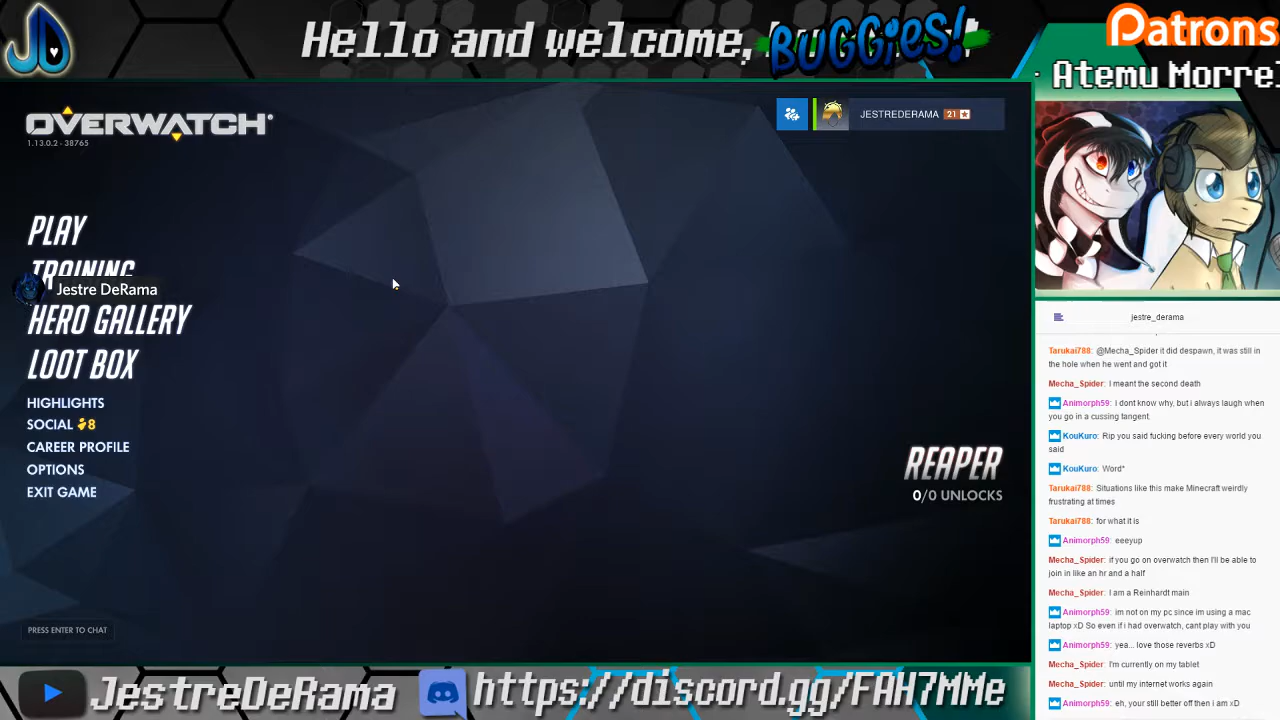 Hello and welcome,
BUGGiES!
Patrons
Atemu Morre
JD
OVERWATCH
1.13.0.2 - 38765
JESTREDERAMA 21
PLAY
TRAINING
Jestre DeRama
HERO GALLERY
LOOT BOX
HIGHLIGHTS
SOCIAL 8
CAREER PROFILE
OPTIONS
EXIT GAME
REAPER
0/0 UNLOCKS
PRESS ENTER TO CHAT
jestre_derama
Tarukai788: @Mecha_Spider it did despawn, it was still in
the hole when he went and got it
Mecha_Spider: I meant the second death
Animorph59: i dont know why, but i always laugh when
you go in a cussing tangent.
KouKuro: Rip you said fucking before every world you
said
KouKuro: Word*
Tarukai788: Situations like this make Minecraft weirdly
frustrating at times
Tarukai788: for what it is
Animorph59: eeeyup
Mecha_Spider: if you go on overwatch then I'll be able to
join in like an hr and a half
Mecha_Spider: I am a Reinhardt main
Animorph59: im not on my pc since im using a mac
laptop xD So even if i had overwatch, cant play with you
Animorph59: yea... love those reverbs xD
Mecha_Spider: I'm currently on my tablet
Mecha_Spider: until my internet works again
Animorph59: eh, your still better off then i am xD
JestreDeRama
https://discord.gg/FAH7MMe